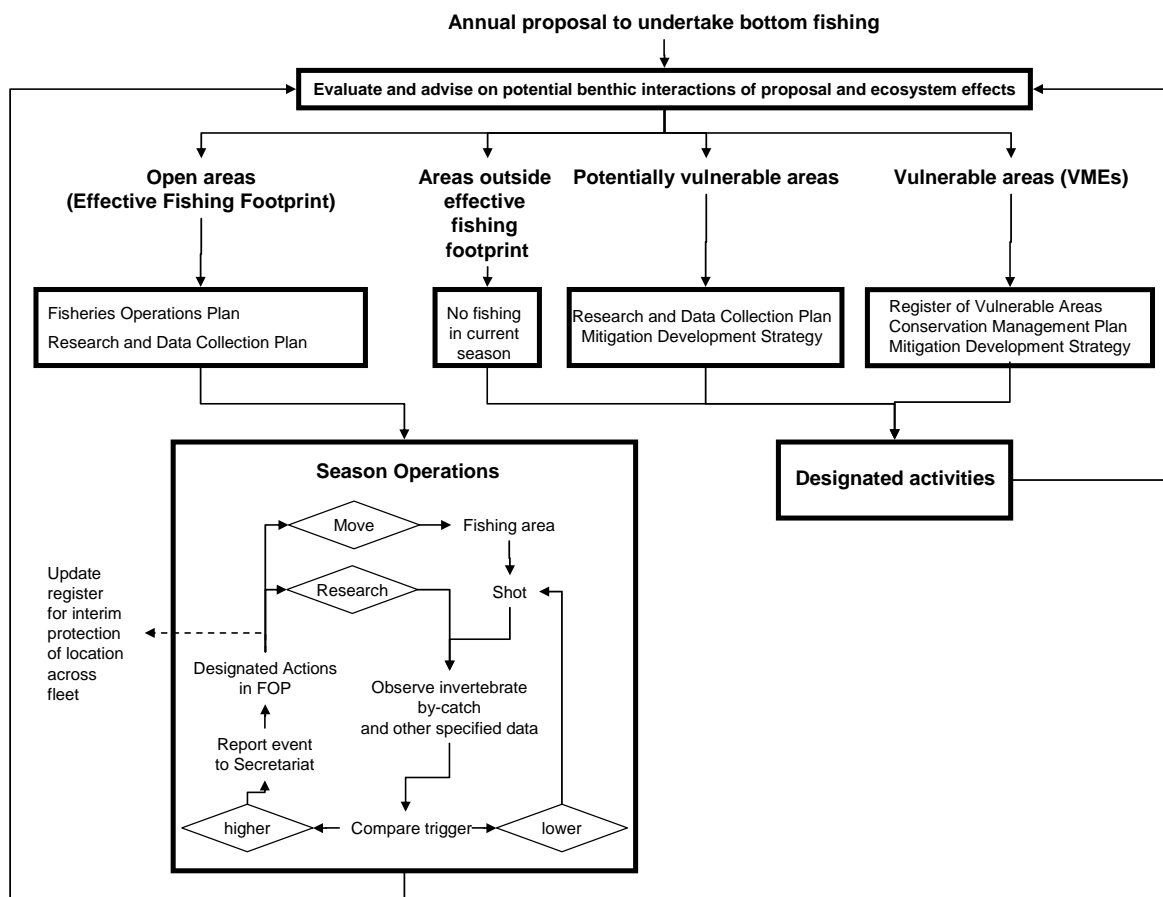 Annual proposal to undertake bottom fishing
Evaluate and advise on potential benthic interactions of proposal and ecosystem effects
Open areas
(Effective Fishing Footprint)
Areas outside
effective
fishing
footprint
Potentially vulnerable areas
Vulnerable areas (VMEs)
Fisheries Operations Plan
Research and Data Collection Plan
No fishing
in current
season
Research and Data Collection Plan
Mitigation Development Strategy
Register of Vulnerable Areas
Conservation Management Plan
Mitigation Development Strategy
Season Operations
Designated activities
Move
Fishing area
Research
Shot
Update
register
for interim
protection
of location
across
fleet
Designated Actions
in FOP
Observe invertebrate
by-catch
and other specified data
Report event
to Secretariat
higher
Compare trigger
lower